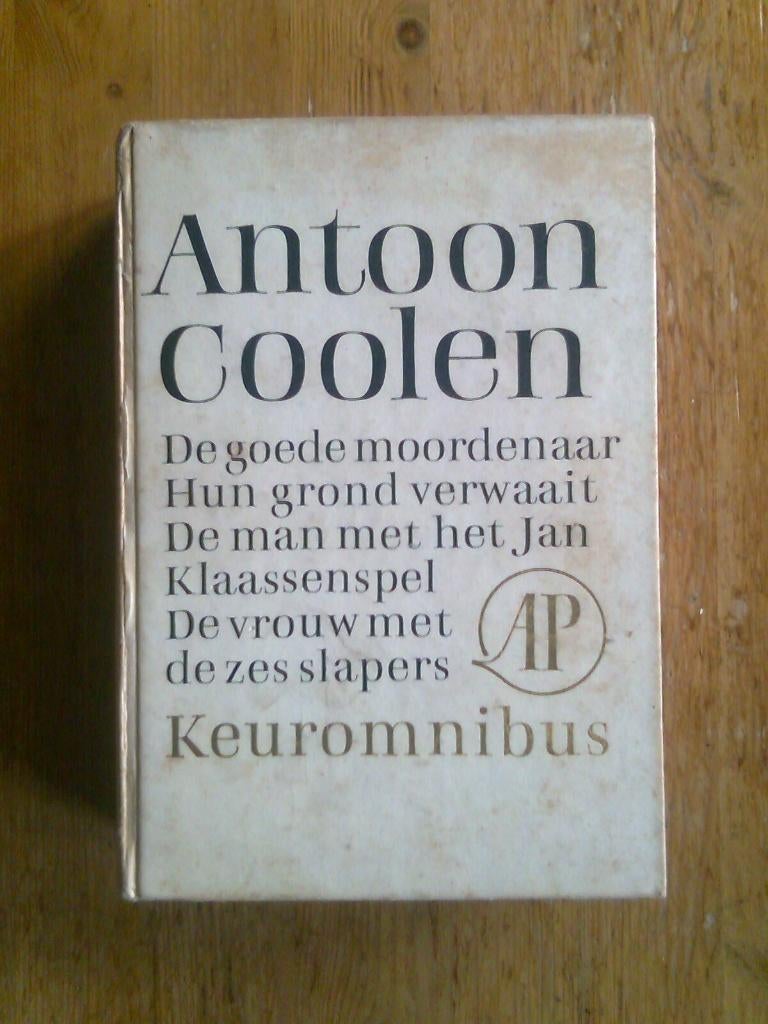 Antoon
Coolen
De goede moordenaar
Hun grond verwaait
De man met het Jan
Klaassenspel
De vrouw met
de zes slapers
AP
Keuromnibus